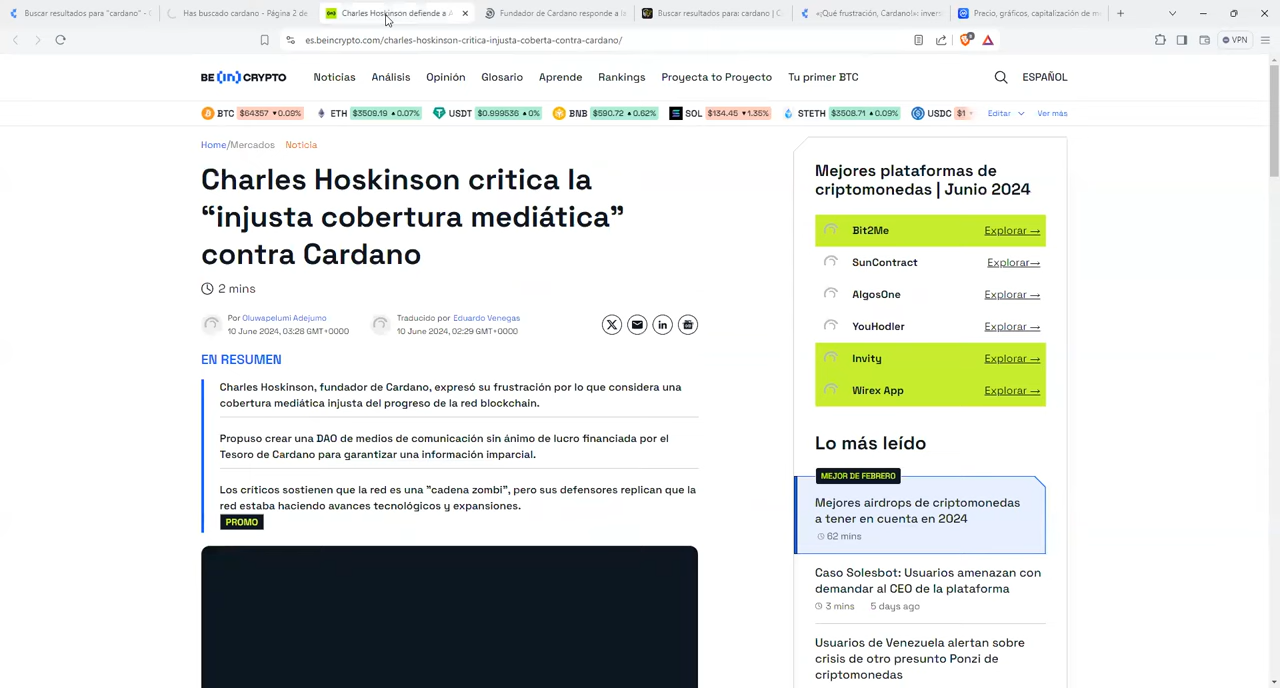 Buscar resultados para "cardano" - E
Has buscado cardano - Página 2 de
Charles Hoskinson defiende a A
Fundador de Cardano responde a la
Buscar resultados para: cardano | C
«¡Qué frustración, Cardano!»: invers
Precio, gráficos, capitalización de me
es.beincrypto.com/charles-hoskinson-critica-injusta-coberta-contra-cardano/
VPN
BE [IN] CRYPTO
Noticias Análisis Opinión Glosario Aprende Rankings Proyecto to Proyecto Tu primer BTC
ESPAÑOL
BTC $64357 ▼0.09% ETH $3509.19 ▲0.07% USDT $0.999536 ▲0% BNB $590.72 ▲0.62% SOL $134.45 ▼1.35% STETH $3508.71 ▲0.09% USDC $1 Editar Ver más
Home/Mercados Noticia
Charles Hoskinson critica la
“injusta cobertura mediática”
contra Cardano
2 mins
Por Oluwapelumi Adejumo
10 June 2024, 03:28 GMT+0000
Traducido por Eduardo Venegas
10 June 2024, 02:29 GMT+0000
EN RESUMEN
Charles Hoskinson, fundador de Cardano, expresó su frustración por lo que considera una
cobertura mediática injusta del progreso de la red blockchain.
Propuso crear una DAO de medios de comunicación sin ánimo de lucro financiada por el
Tesoro de Cardano para garantizar una información imparcial.
Los críticos sostienen que la red es una "cadena zombi", pero sus defensores replican que la
red estaba haciendo avances tecnológicos y expansiones.
PROMO
Mejores plataformas de
criptomonedas | Junio 2024
Bit2Me Explorar →
SunContract Explorar→
AlgosOne Explorar →
YouHodler Explorar →
Invity Explorar →
Wirex App Explorar →
Lo más leído
MEJOR DE FEBRERO
Mejores airdrops de criptomonedas
a tener en cuenta en 2024
62 mins
Caso Solesbot: Usuarios amenazan con
demandar al CEO de la plataforma
3 mins 5 days ago
Usuarios de Venezuela alertan sobre
crisis de otro presunto Ponzi de
criptomonedas